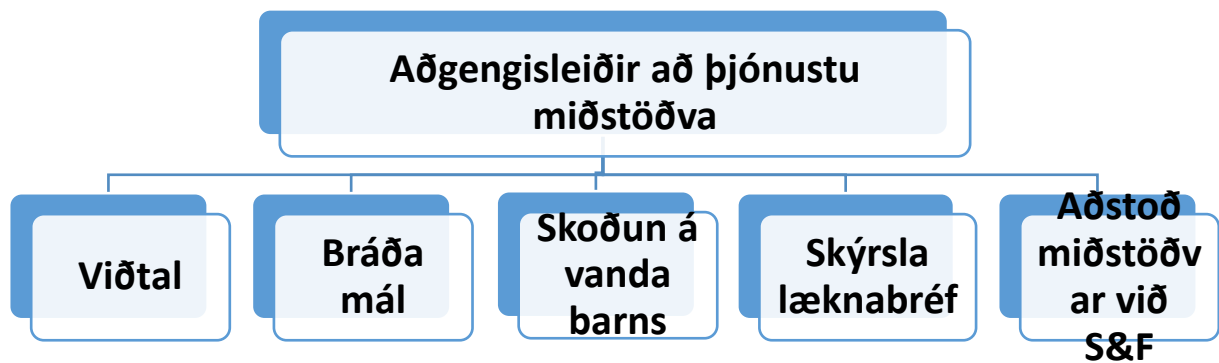 Aðgengisleiðir að þjónustu
miðstöðva
Viðtal
Bráða
mál
Skoðun á
vanda
barns
Skýrsla
læknabréf
Aðstoð
miðstöðv
ar við
S&F